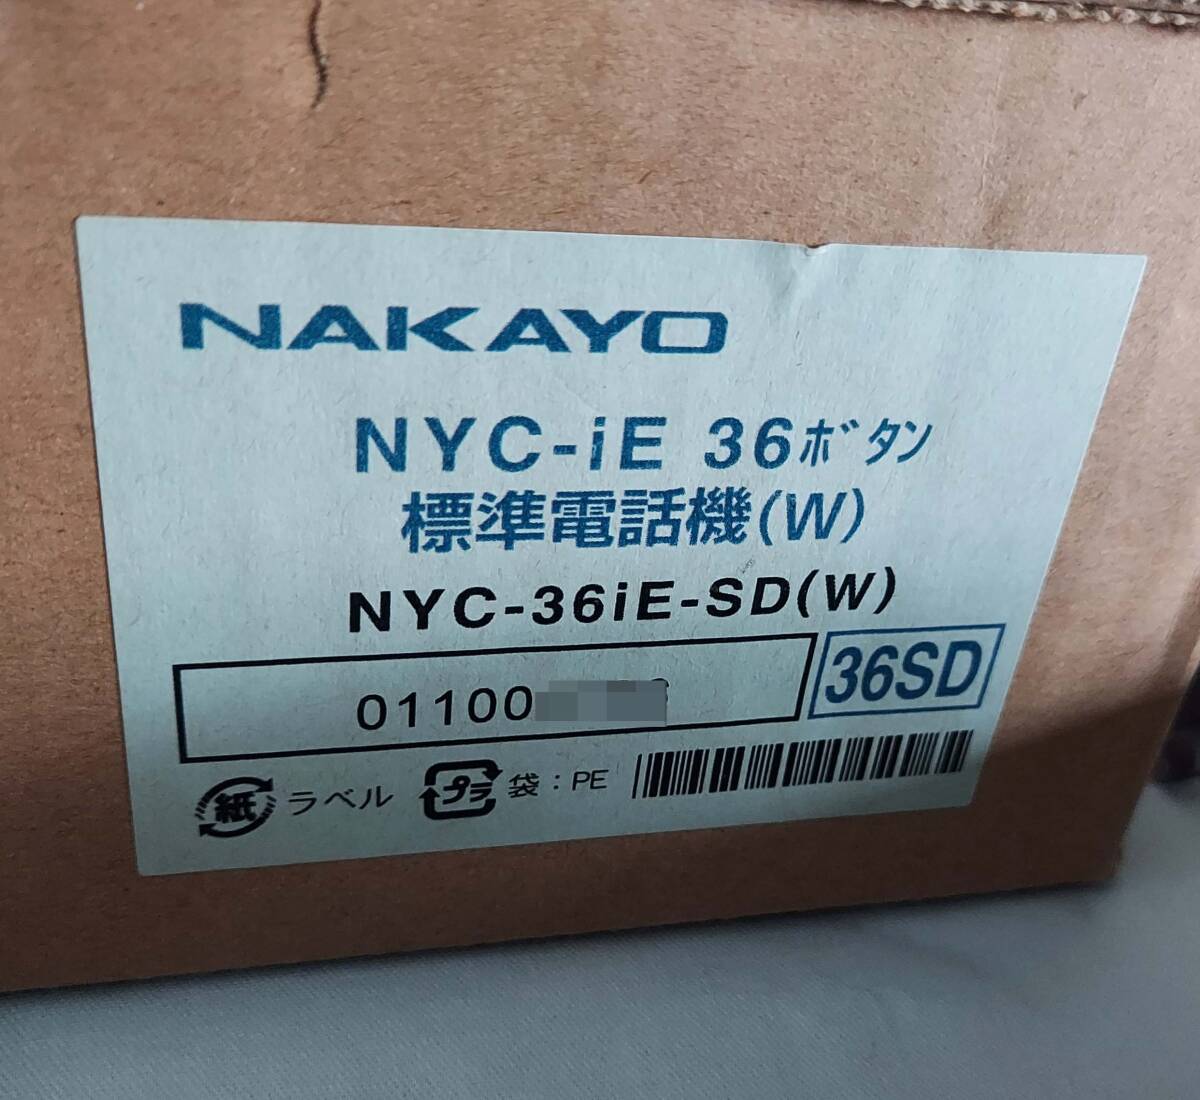 NAKAYO
NYC-iE 36ボタン
標準電話機(W)
NYC-36iE-SD(W)
01100
36SD
紙 ラベル プラ 袋：PE